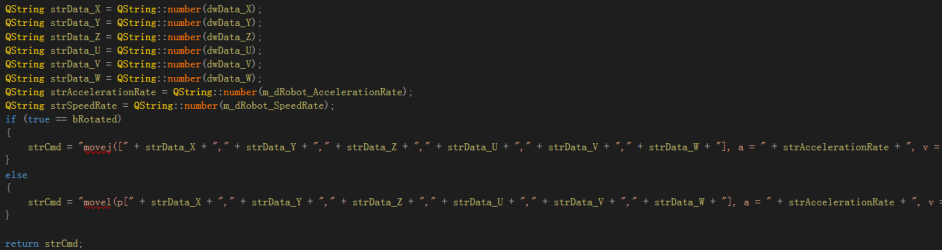 QString strData_X = QString::number(dwData_X);
QString strData_Y = QString::number(dwData_Y);
QString strData_Z = QString::number(dwData_Z);
QString strData_U = QString::number(dwData_U);
QString strData_V = QString::number(dwData_V);
QString strData_W = QString::number(dwData_W);
QString strAccelerationRate = QString::number(m_dRobot_AccelerationRate);
QString strSpeedRate = QString::number(m_dRobot_SpeedRate);
if (true == bRotated)
{
strCmd = "movej([" + strData_X + "," + strData_Y + "," + strData_Z + "," + strData_U + "," + strData_V + "," + strData_W + "], a = " + strAccelerationRate + ", v =
}
else
{
strCmd = "movel(p[" + strData_X + "," + strData_Y + "," + strData_Z + "," + strData_U + "," + strData_V + "," + strData_W + "], a = " + strAccelerationRate + ", v =
}
return strCmd;